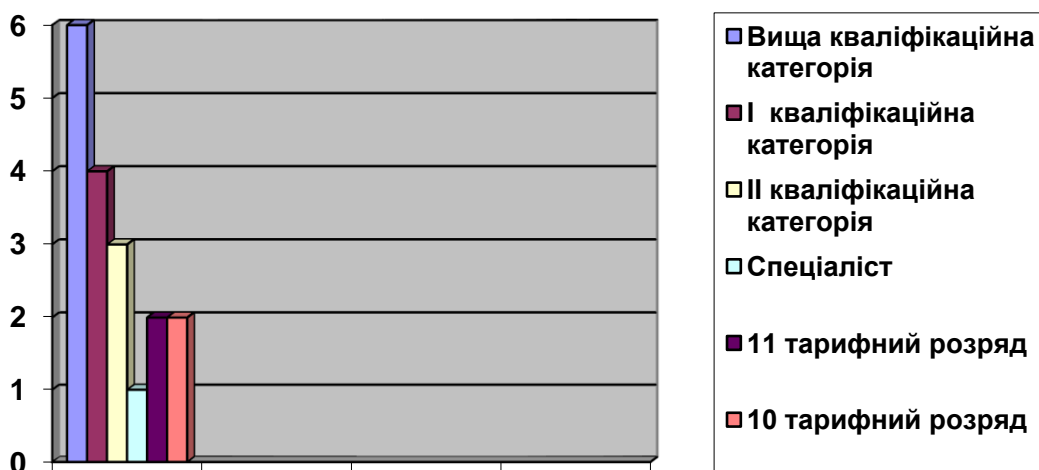 6
5
4
3
2
1
0
Вища кваліфікаційна
категорія
І кваліфікаційна
категорія
ІІ кваліфікаційна
категорія
Спеціаліст
11 тарифний розряд
10 тарифний розряд